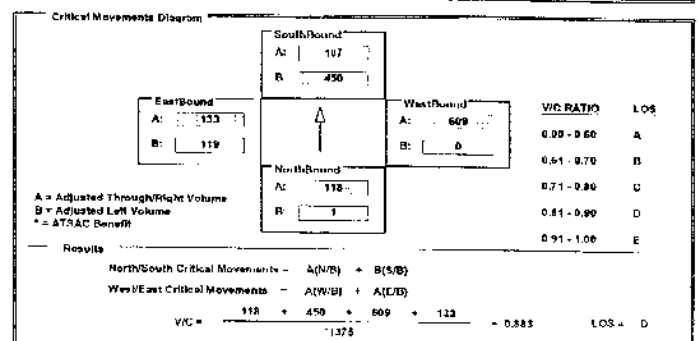 Critical Movements Diagram
SouthBound
A: 107
B: 450
EastBound
A: 133
B: 119
WestBound
A: 609
B: 0
V/C RATIO LOS
0.00 - 0.60 A
0.61 - 0.70 B
0.71 - 0.80 C
0.81 - 0.90 D
0.91 - 1.00 E
NorthBound
A: 118
B: 1
A = Adjusted Through/Right Volume
B = Adjusted Left Volume
* = ATSAC Benefit
Results
North/South Critical Movements = A(N/B) + B(S/B)
West/East Critical Movements = A(W/B) + A(E/B)
V/C = 118 + 450 + 609 + 133 = 0.883 LOS = D
1375